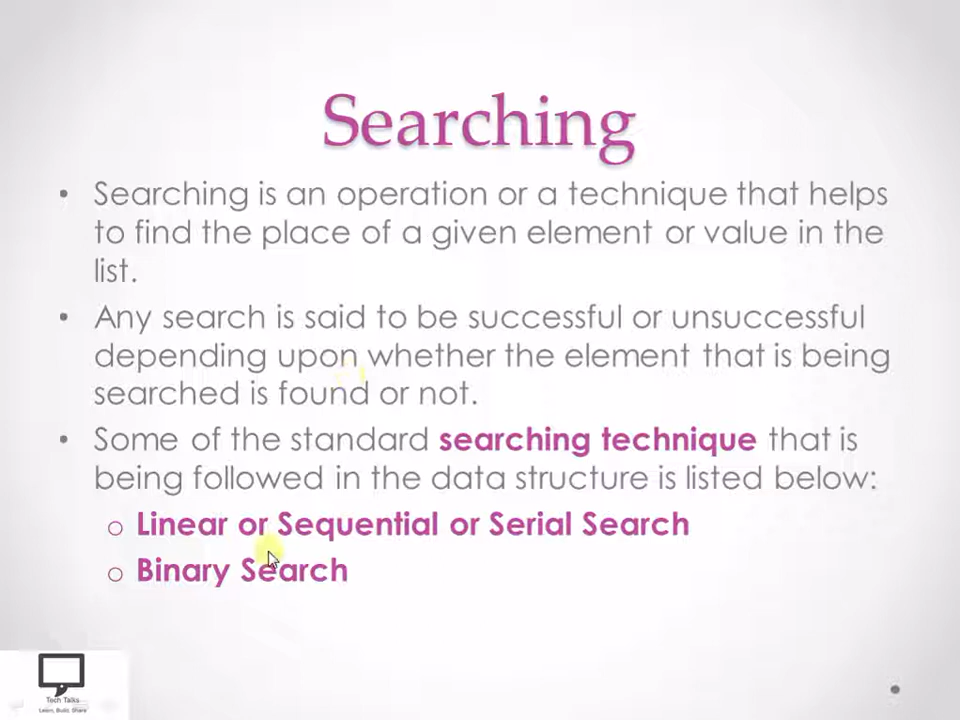 Searching
• Searching is an operation or a technique that helps
to find the place of a given element or value in the
list.
• Any search is said to be successful or unsuccessful
depending upon whether the element that is being
searched is found or not.
• Some of the standard searching technique that is
being followed in the data structure is listed below:
o Linear or Sequential or Serial Search
o Binary Search
Tech Talks
Learn, Build, Share